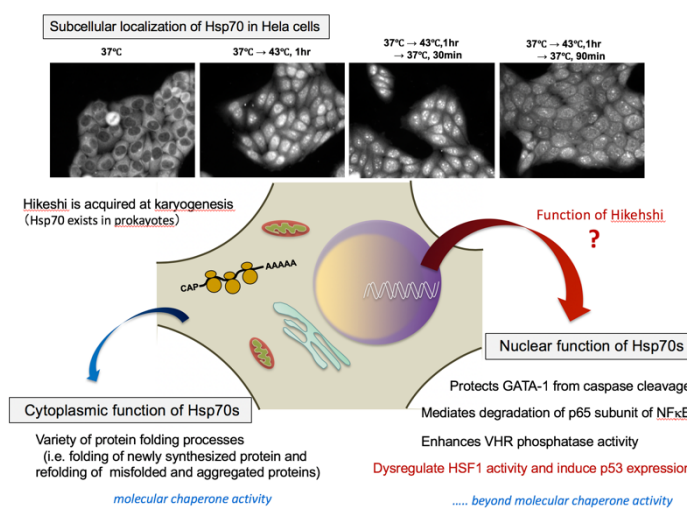 Subcellular localization of Hsp70 in Hela cells
37℃
37℃ → 43℃, 1hr
37℃ → 43℃,1hr
→ 37℃, 30min
37℃ → 43℃,1hr
→ 37℃, 90min
Hikeshi is acquired at karyogenesis
(Hsp70 exists in prokayotes)
Function of Hikehshi
?
CAP
AAAAA
Nuclear function of Hsp70s
Protects GATA-1 from caspase cleavage
Mediates degradation of p65 subunit of NFκB
Enhances VHR phosphatase activity
Dysregulate HSF1 activity and induce p53 expression
..... beyond molecular chaperone activity
Cytoplasmic function of Hsp70s
Variety of protein folding processes
(i.e. folding of newly synthesized protein and
refolding of misfolded and aggregated proteins)
molecular chaperone activity